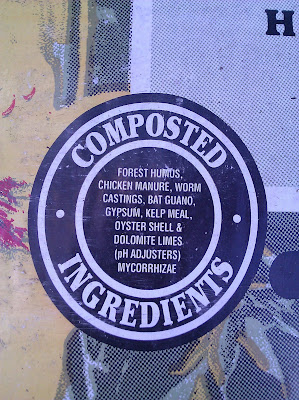 H
COMPOSTED
FOREST HUMUS,
CHICKEN MANURE, WORM
CASTINGS, BAT GUANO,
GYPSUM, KELP MEAL,
OYSTER SHELL &
DOLOMITE LIMES
(pH ADJUSTERS)
MYCORRHIZAE
INGREDIENTS